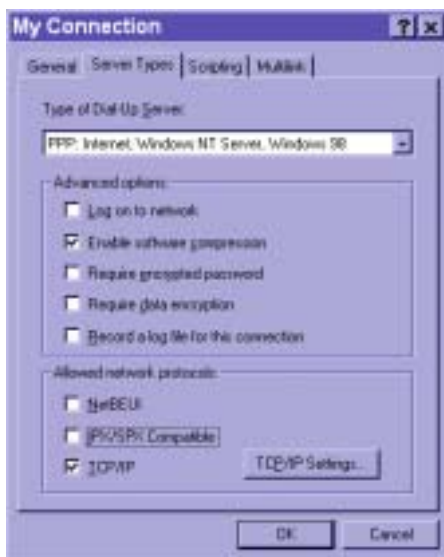 My Connection
General Server Types Scripting Multilink
Type of Dial-Up Server:
PPP: Internet, Windows NT Server, Windows 98
Advanced options:
Log on to network
Enable software compression
Require encrypted password
Require data encryption
Record a log file for this connection
Allowed network protocols:
NetBEUI
IPX/SPX Compatible
TCP/IP
TCP/IP Settings...
OK Cancel